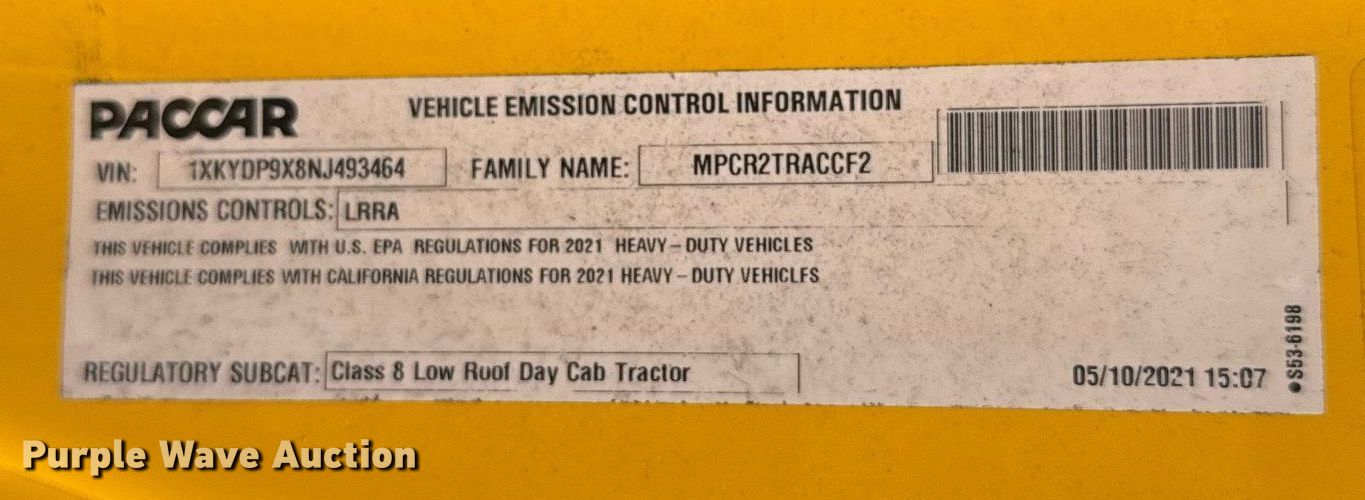 PACCAR
VEHICLE EMISSION CONTROL INFORMATION
VIN: 1XKYDP9X8NJ493464 FAMILY NAME: MPCR2TRACCF2
EMISSIONS CONTROLS: LRRA
THIS VEHICLE COMPLIES WITH U.S. EPA REGULATIONS FOR 2021 HEAVY-DUTY VEHICLES
THIS VEHICLE COMPLIES WITH CALIFORNIA REGULATIONS FOR 2021 HEAVY-DUTY VEHICLES
REGULATORY SUBCAT: Class 8 Low Roof Day Cab Tractor
05/10/2021 15:07
●S53-6198
Purple Wave Auction